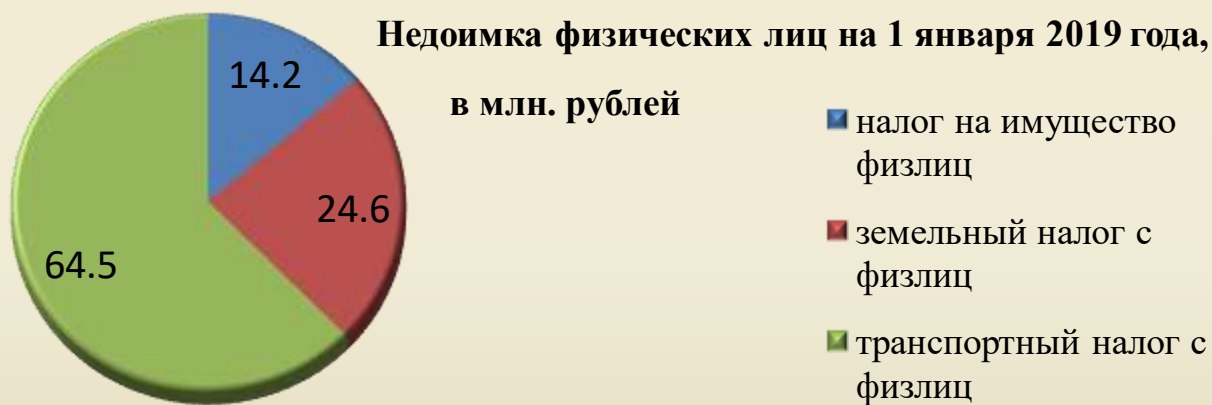 Недоимка физических лиц на 1 января 2019 года,
в млн. рублей
14.2
24.6
64.5
налог на имущество
физлиц
земельный налог с
физлиц
транспортный налог с
физлиц